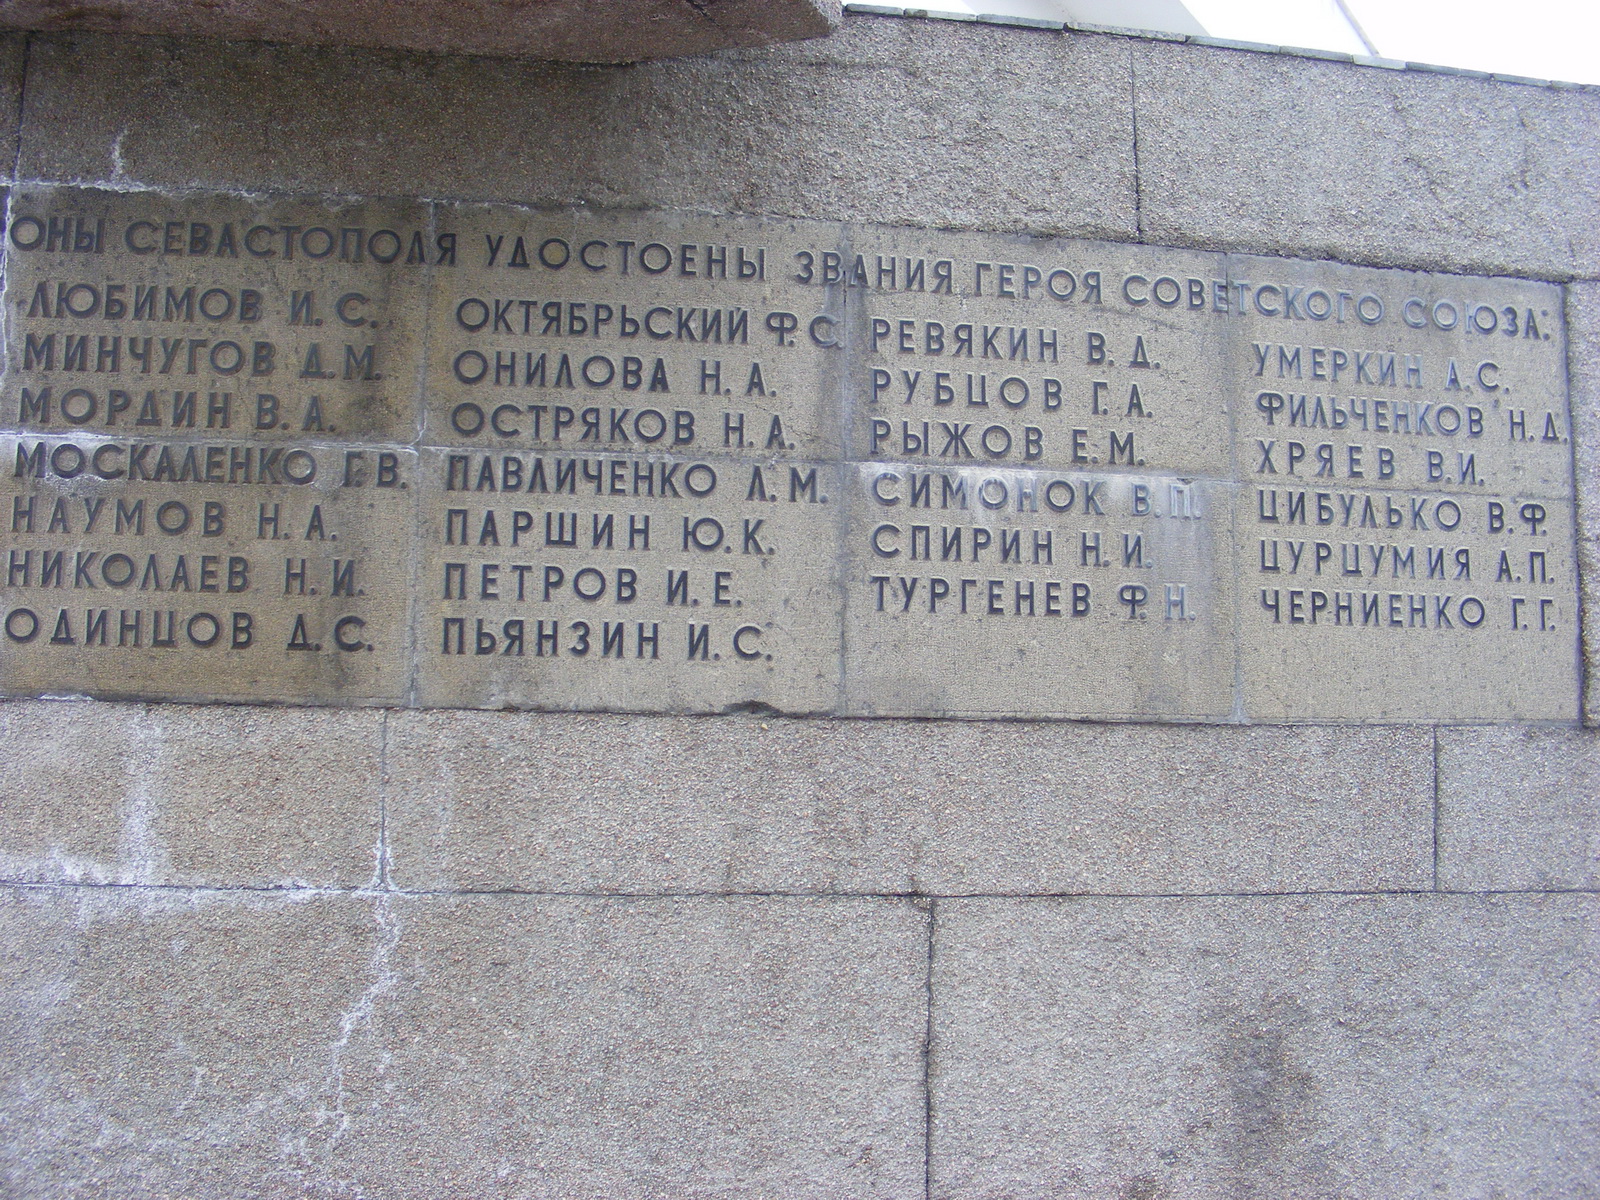 ОНЫ СЕВАСТОПОЛЯ УДОСТОЕНЫ ЗВАНИЯ ГЕРОЯ СОВЕТСКОГО СОЮЗА:
ЛЮБИМОВ И. С.
МИНЧУГОВ Д. М.
МОРДИН В. А.
МОСКАЛЕНКО Г. В.
НАУМОВ Н. А.
НИКОЛАЕВ Н. И.
ОДИНЦОВ Д. С.
ОКТЯБРЬСКИЙ Ф. С
ОНИЛОВА Н. А.
ОСТРЯКОВ Н. А.
ПАВЛИЧЕНКО Л. М.
ПАРШИН Ю. К.
ПЕТРОВ И. Е.
ПЬЯНЗИН И. С.
РЕВЯКИН В. Д.
РУБЦОВ Г. А.
РЫЖОВ Е. М.
СИМОНОК В. П.
СПИРИН Н. И.
ТУРГЕНЕВ Ф. Н.
УМЕРКИН А. С.
ФИЛЬЧЕНКОВ Н. Д.
ХРЯЕВ В. И.
ЦИБУЛЬКО В. Ф.
ЦУРЦУМИЯ А. П.
ЧЕРНИЕНКО Г. Г.